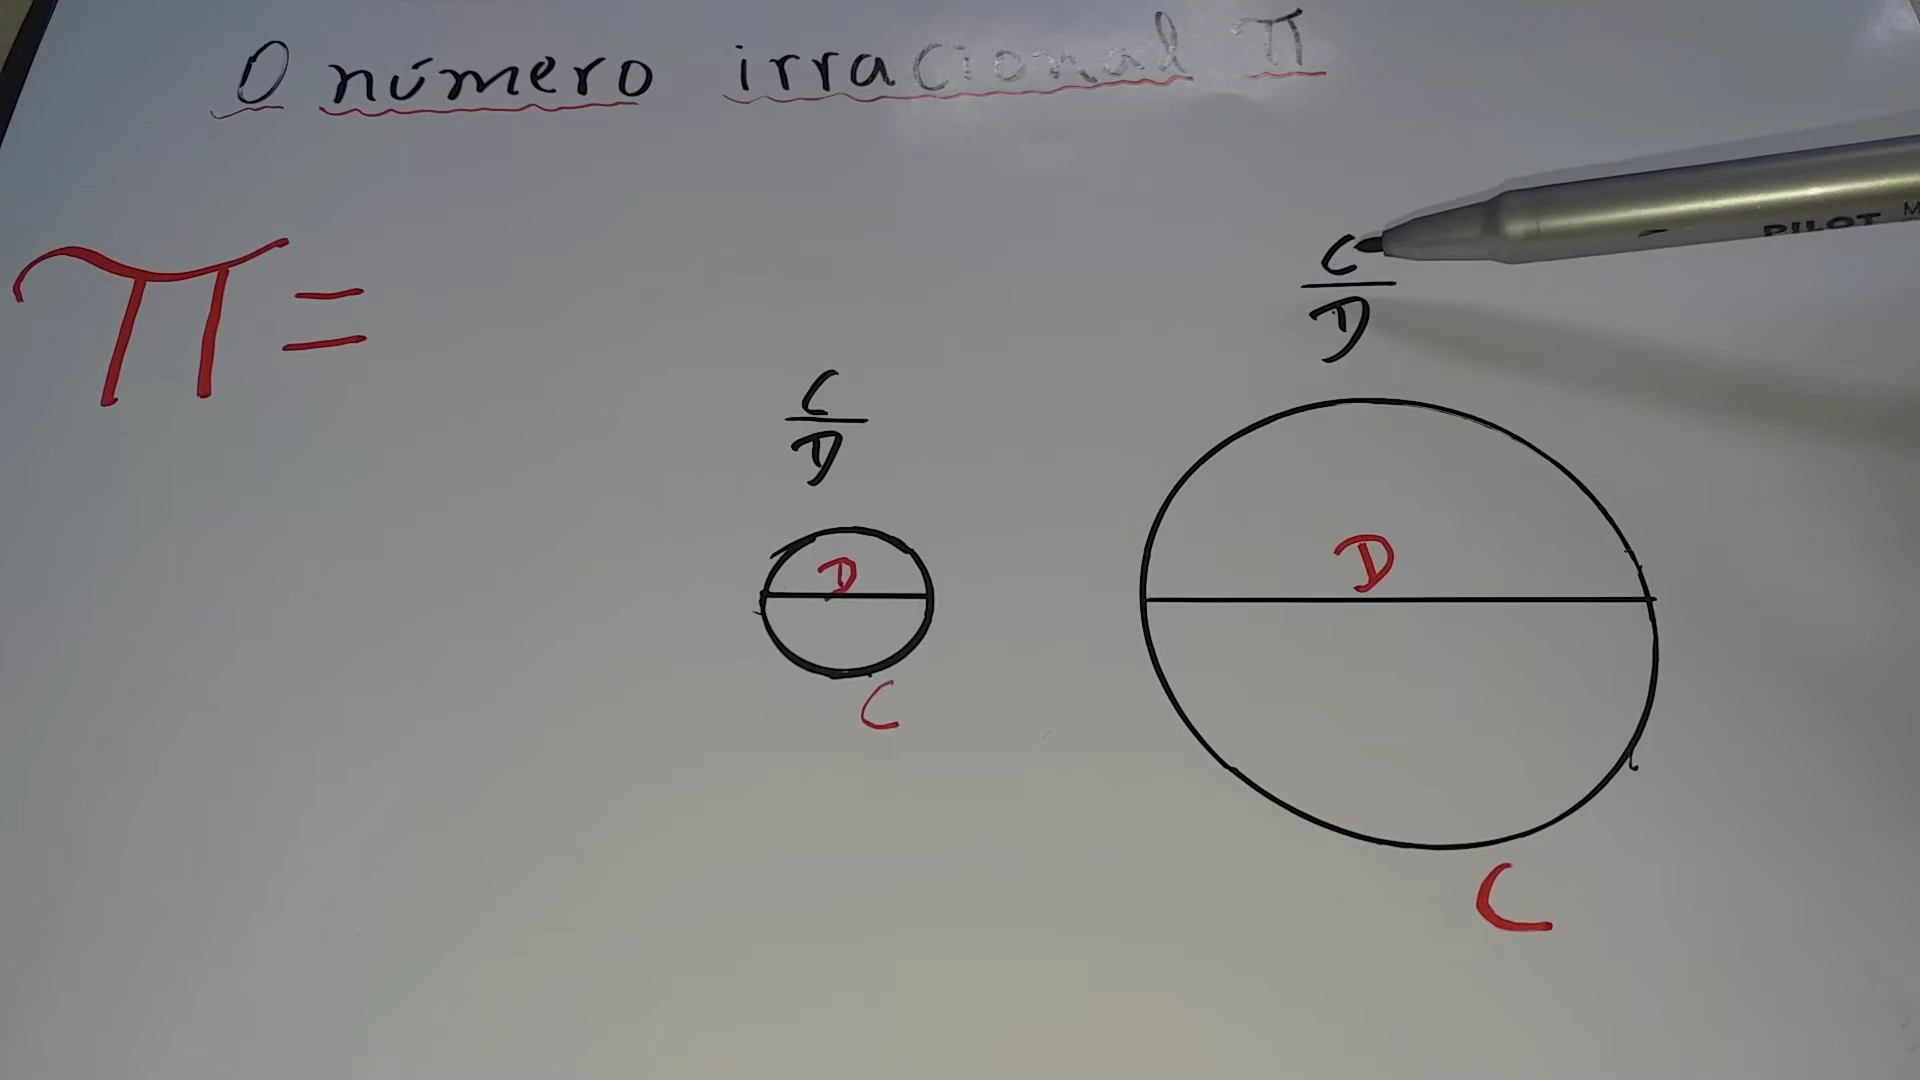 O número irracional π
π =
C
D
C
D
D
C
D
C
PILOT M